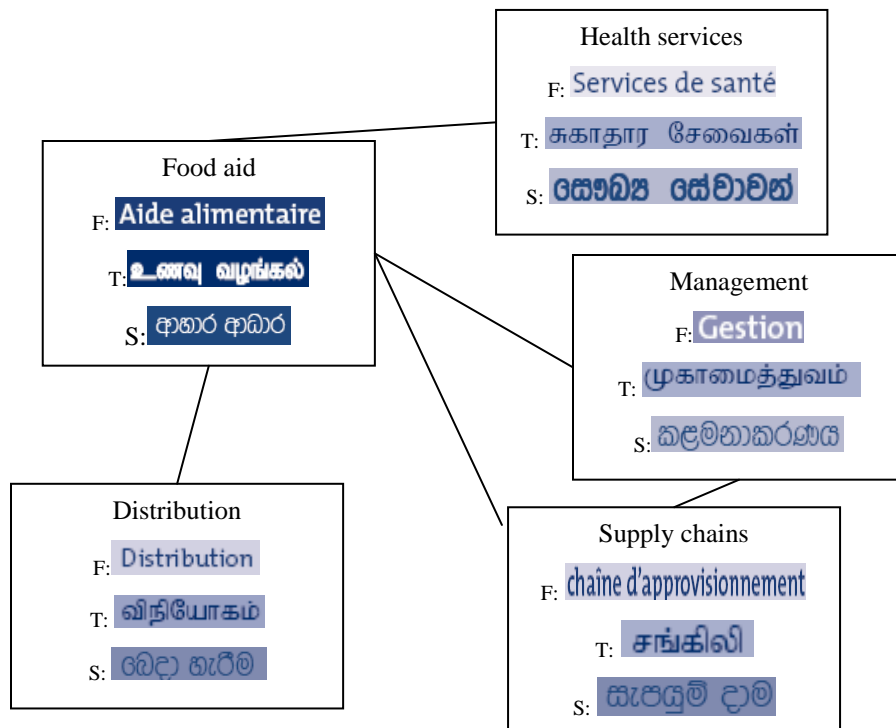 Health services
F: Services de santé
T: சுகாதார சேவைகள்
S: සෞඛ්‍ය සේවාවන්
Food aid
F: Aide alimentaire
T: உணவு வழங்கல்
S: ආහාර ආධාර
Management
F: Gestion
T: முகாமைத்துவம்
S: කළමනාකරණය
Distribution
F: Distribution
T: விநியோகம்
S: බෙදා හැරීම
Supply chains
F: chaîne d'approvisionnement
T: சங்கிலி
S: සැපයුම් දාම